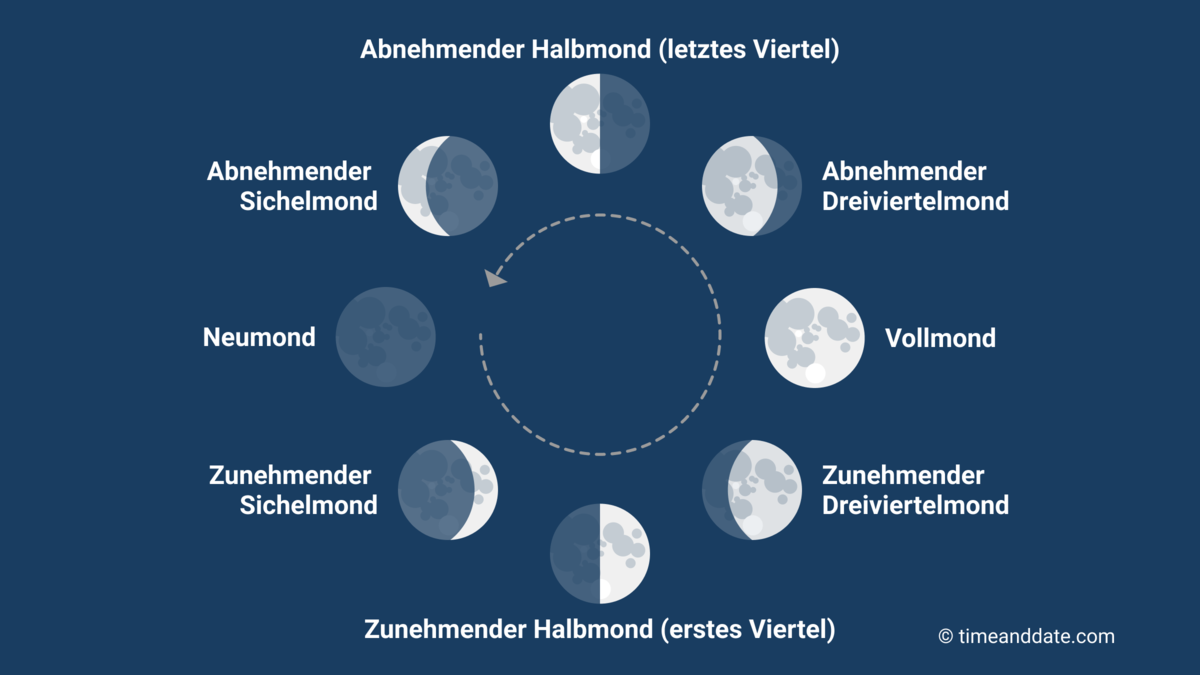 Abnehmender Halbmond (letztes Viertel)
Abnehmender
Sichelmond
Abnehmender
Dreiviertelmond
Neumond
Vollmond
Zunehmender
Sichelmond
Zunehmender
Dreiviertelmond
Zunehmender Halbmond (erstes Viertel)
© timeanddate.com